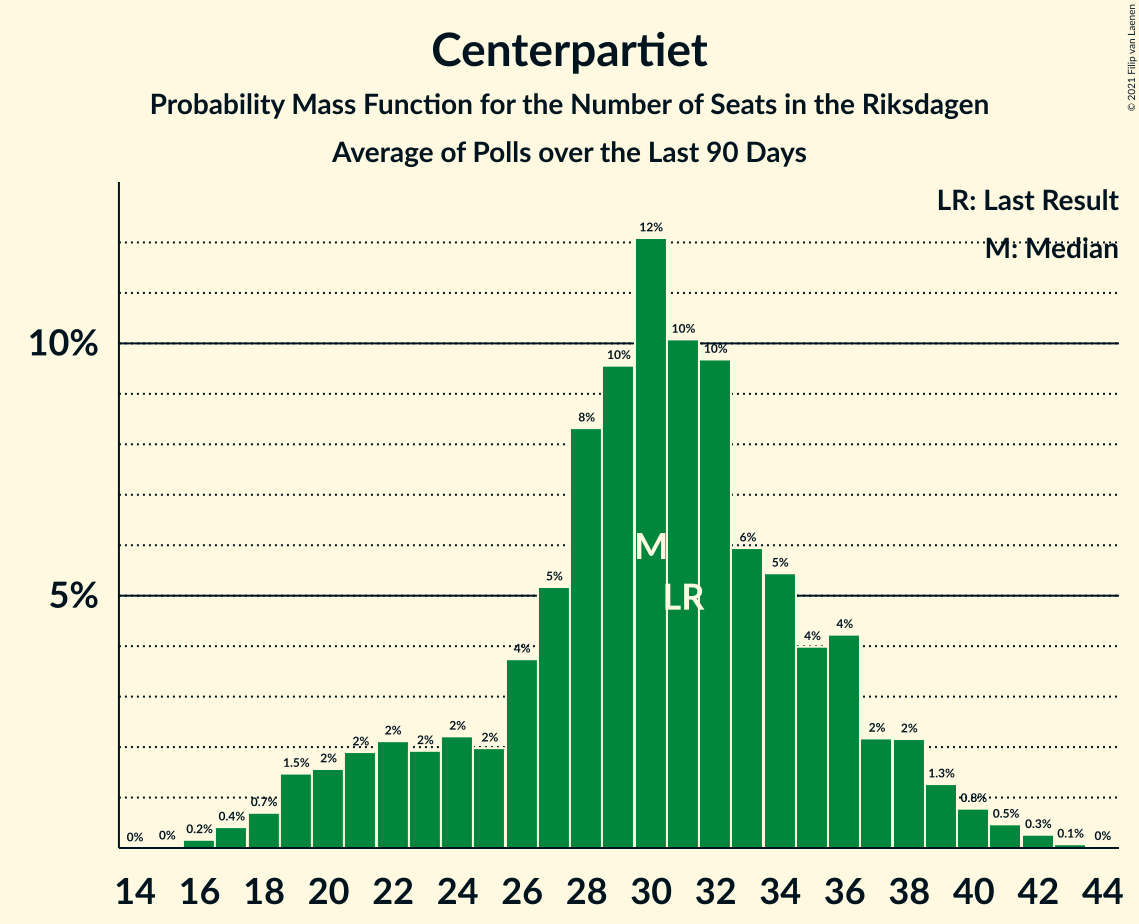 Centerpartiet
Probability Mass Function for the Number of Seats in the Riksdagen
Average of Polls over the Last 90 Days
© 2021 Filip van Laenen
LR: Last Result
M: Median
10%
5%
0% 0% 0.2% 0.4% 0.7% 1.5% 2% 2% 2% 2% 2% 2% 4% 5% 8% 10% 12% 10% 10% 6% 5% 4% 4% 2% 2% 1.3% 0.8% 0.5% 0.3% 0.1% 0%
M
LR
14 16 18 20 22 24 26 28 30 32 34 36 38 40 42 44